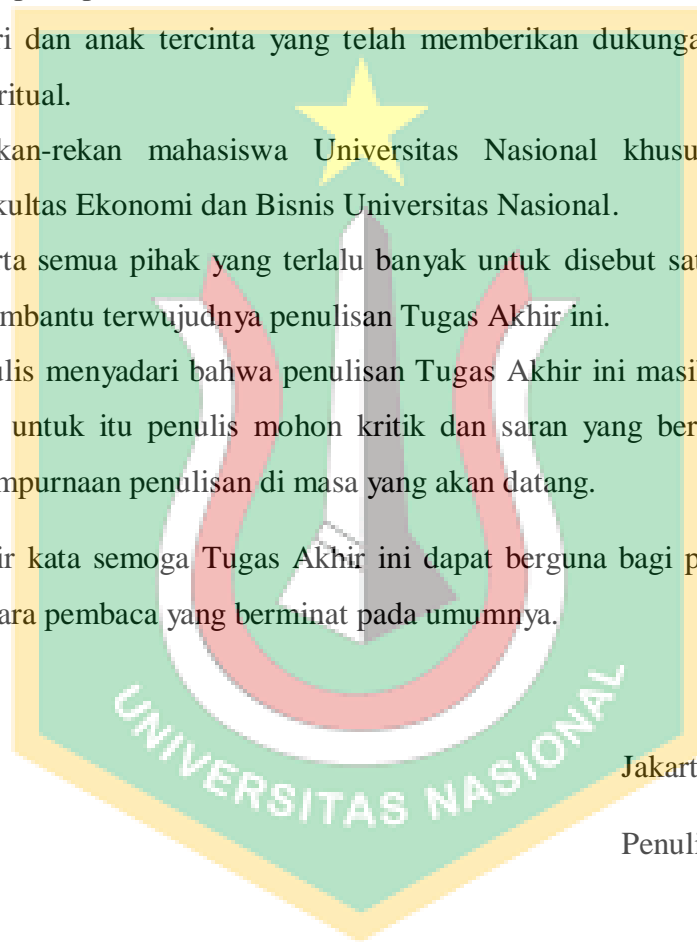 ri dan anak tercinta yang telah memberikan dukunga
ritual.
kan-rekan mahasiswa Universitas Nasional khusu
kultas Ekonomi dan Bisnis Universitas Nasional.
rta semua pihak yang terlalu banyak untuk disebut sat
mbantu terwujudnya penulisan Tugas Akhir ini.
ulis menyadari bahwa penulisan Tugas Akhir ini masil
untuk itu penulis mohon kritik dan saran yang ber
mpurnaan penulisan di masa yang akan datang.
ir kata semoga Tugas Akhir ini dapat berguna bagi p
ara pembaca yang berminat pada umumnya.
UNIVERSITAS NASIONAL
Jakart
Penuli